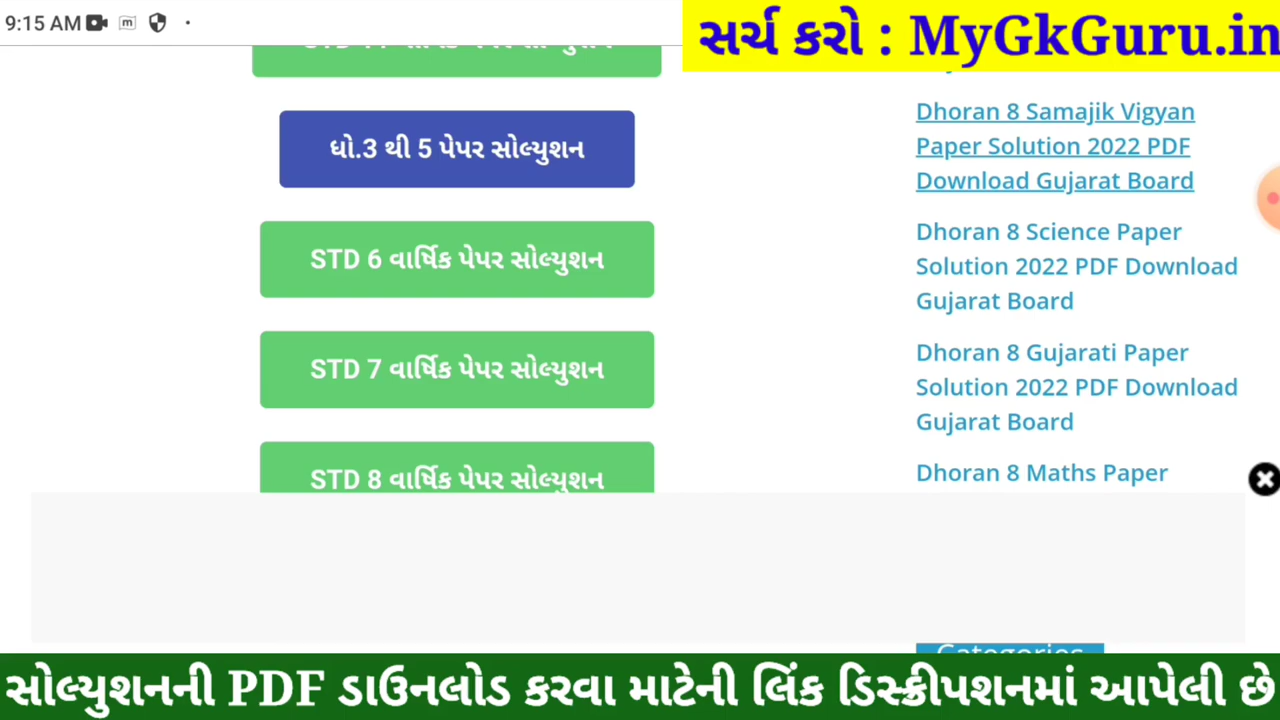 9:15 AM
સર્ચ કરો : MyGkGuru.in
ધો.3 થી 5 પેપર સોલ્યુશન
STD 6 વાર્ષિક પેપર સોલ્યુશન
STD 7 વાર્ષિક પેપર સોલ્યુશન
STD 8 વાર્ષિક પેપર સોલ્યુશન
Dhoran 8 Samajik Vigyan
Paper Solution 2022 PDF
Download Gujarat Board
Dhoran 8 Science Paper
Solution 2022 PDF Download
Gujarat Board
Dhoran 8 Gujarati Paper
Solution 2022 PDF Download
Gujarat Board
Dhoran 8 Maths Paper
Categories
સોલ્યુશનની PDF ડાઉનલોડ કરવા માટેની લિંક ડિસ્ક્રીપશનમાં આપેલી છે